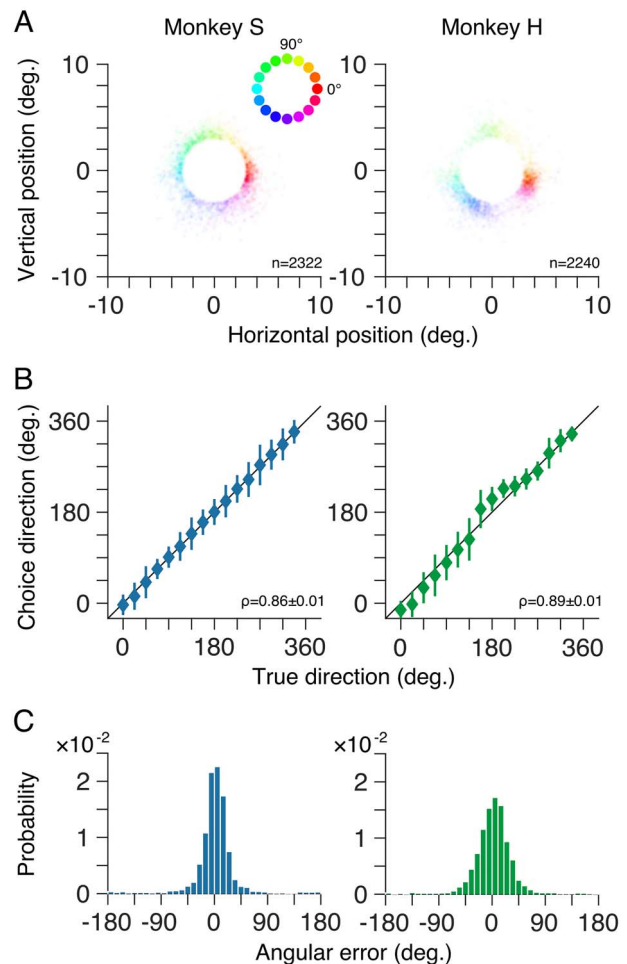 A
Monkey S
Monkey H
90°
0°
Vertical position (deg.)
10
0
-10
n=2322
-10
n=2240
-10
0
10
-10
0
10
Horizontal position (deg.)
B
Choice direction (deg.)
360
180
0
ρ=0.86±0.01
360
180
0
ρ=0.89±0.01
0
180
360
0
180
360
True direction (deg.)
C
Probability
×10-2
2
1
0
×10-2
2
1
0
-180
-90
0
90
180
-180
-90
0
90
180
Angular error (deg.)